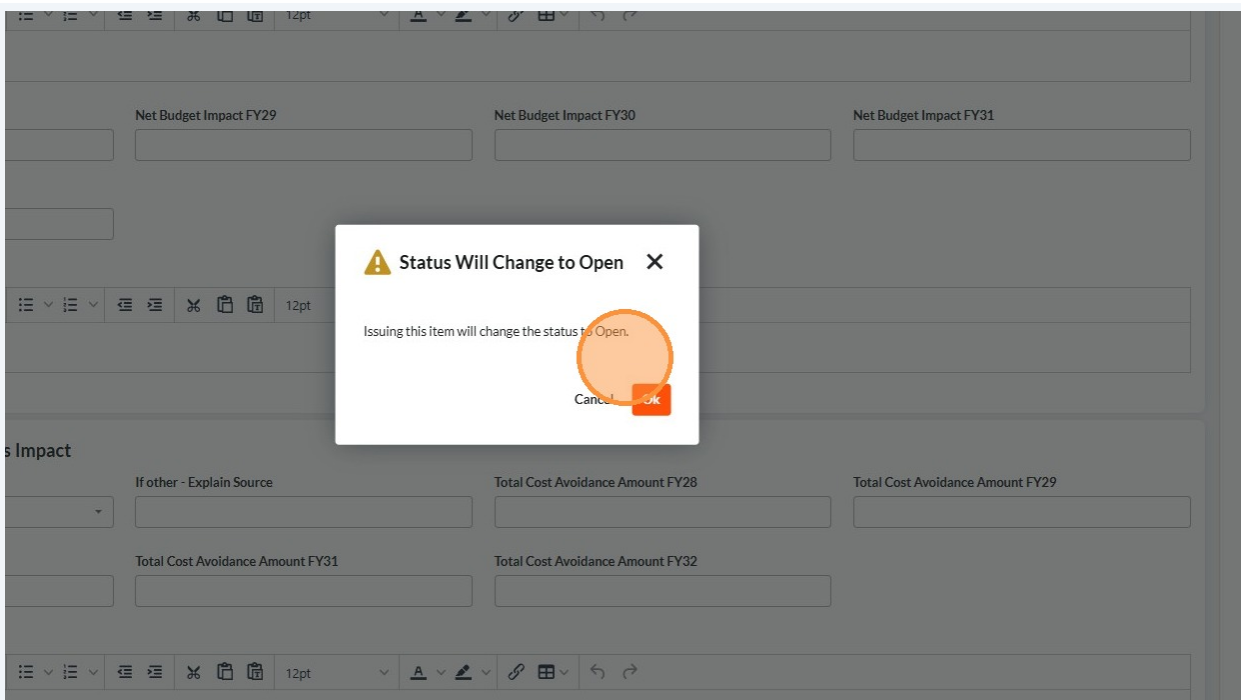 12pt
A
Net Budget Impact FY29 Net Budget Impact FY30 Net Budget Impact FY31
Status Will Change to Open
12pt
Issuing this item will change the status to Open.
Cancel Ok
s Impact
If other - Explain Source Total Cost Avoidance Amount FY28 Total Cost Avoidance Amount FY29
Total Cost Avoidance Amount FY31 Total Cost Avoidance Amount FY32
12pt A